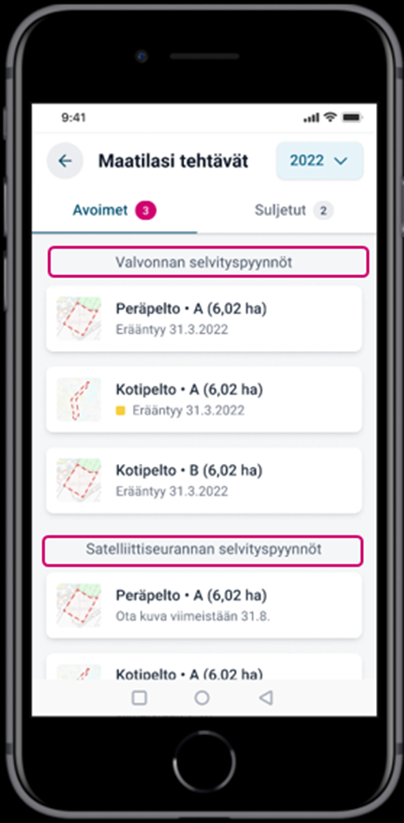 9:41
Maatilasi tehtävät
2022
Avoimet 3
Suljetut 2
Valvonnan selvityspyynnöt
Peräpelto • A (6,02 ha)
Erääntyy 31.3.2022
Kotipelto • A (6,02 ha)
Erääntyy 31.3.2022
Kotipelto • B (6,02 ha)
Erääntyy 31.3.2022
Satelliittiseurannan selvityspyynnöt
Peräpelto • A (6,02 ha)
Ota kuva viimeistään 31.8.
Kotipelto • A (6,02 ha)